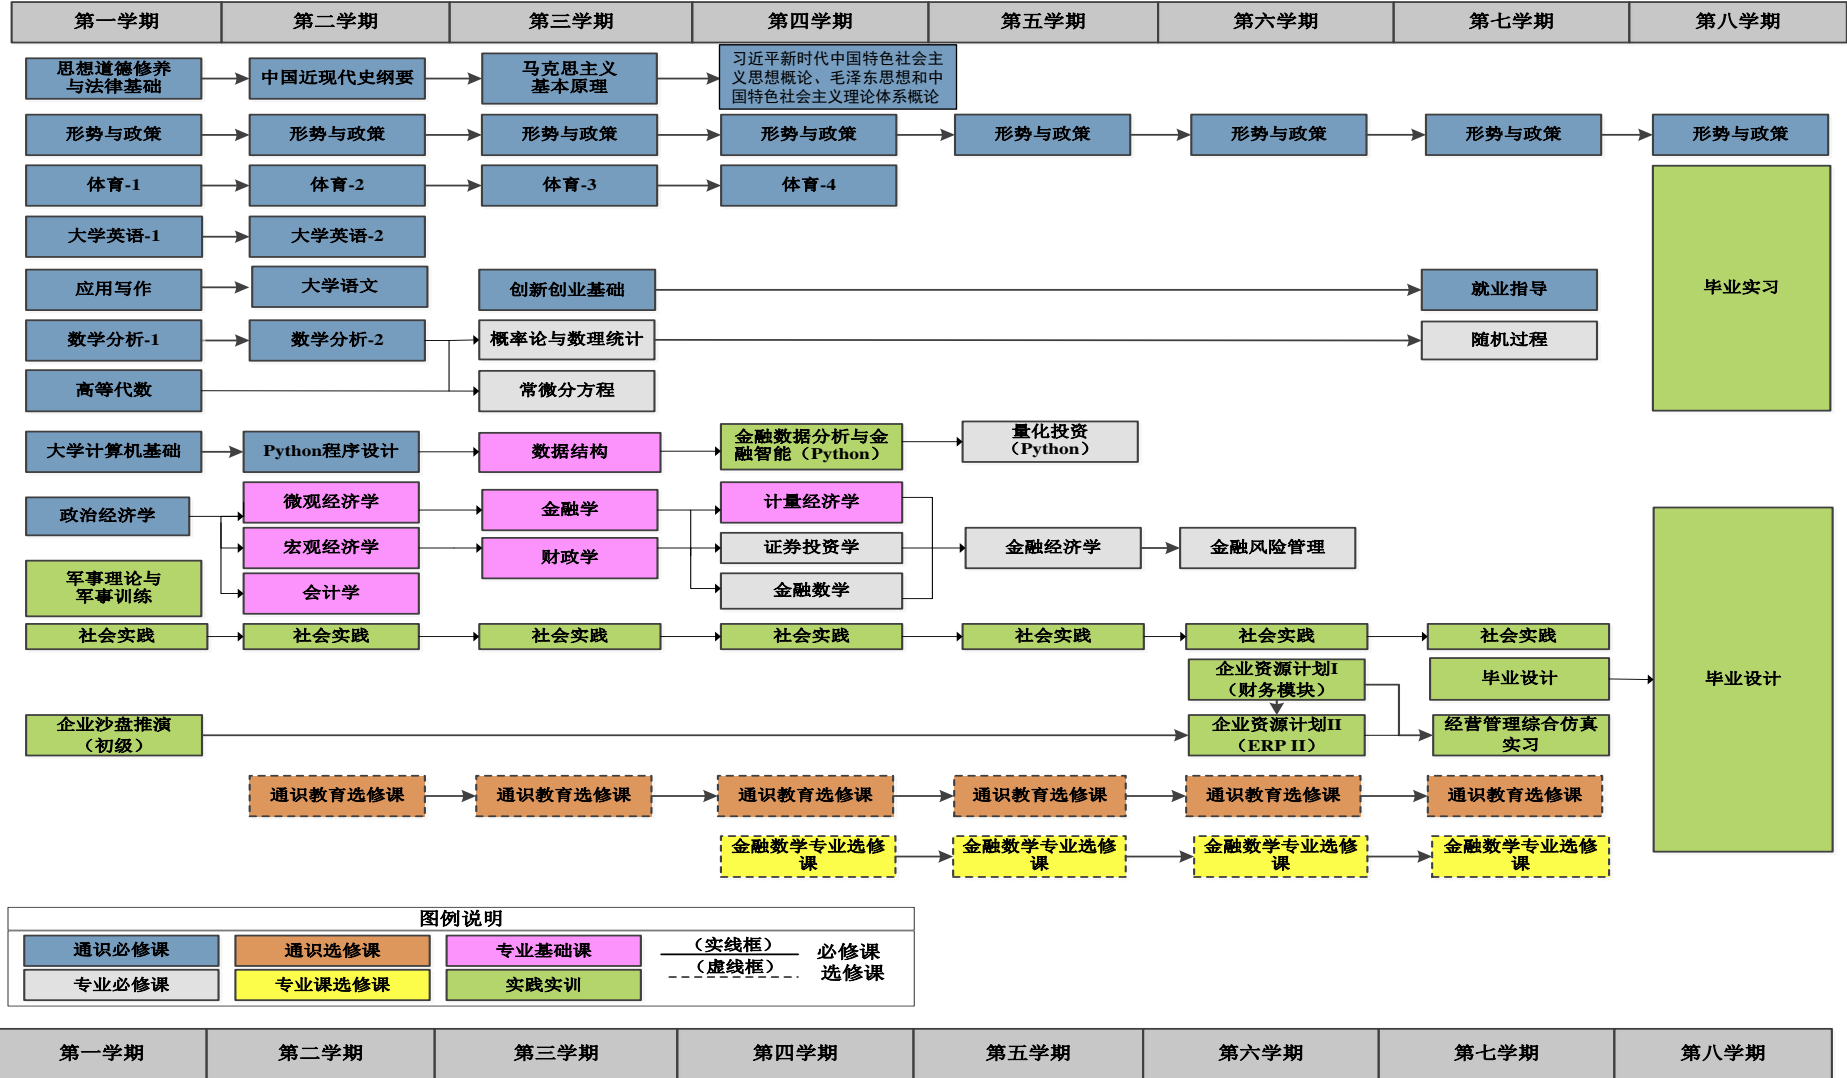 第一学期 第二学期 第三学期 第四学期 第五学期 第六学期 第七学期 第八学期
思想道德修养
与法律基础
中国近现代史纲要
马克思主义
基本原理
习近平新时代中国特色社会主
义思想概论、毛泽东思想和中
国特色社会主义理论体系概论
形势与政策 形势与政策 形势与政策 形势与政策 形势与政策 形势与政策 形势与政策 形势与政策
体育-1 体育-2 体育-3 体育-4
大学英语-1 大学英语-2
应用写作 大学语文 创新创业基础 就业指导 毕业实习
数学分析-1 数学分析-2 概率论与数理统计 随机过程
高等代数 常微分方程
大学计算机基础 Python程序设计 数据结构
金融数据分析与金
融智能（Python）
量化投资
（Python）
政治经济学 微观经济学 金融学 计量经济学
宏观经济学 财政学 证券投资学 金融经济学 金融风险管理
军事理论与
军事训练
会计学 金融数学
社会实践 社会实践 社会实践 社会实践 社会实践 社会实践 社会实践
企业资源计划I
（财务模块）
毕业设计 毕业设计
企业沙盘推演
（初级）
企业资源计划II
（ERP II）
经营管理综合仿真
实习
通识教育选修课 通识教育选修课 通识教育选修课 通识教育选修课 通识教育选修课 通识教育选修课
金融数学专业选修
课
金融数学专业选修
课
金融数学专业选修
课
金融数学专业选修
课
图例说明
通识必修课 通识选修课 专业基础课 （实线框） 必修课
专业必修课 专业课选修课 实践实训 （虚线框） 选修课
第一学期 第二学期 第三学期 第四学期 第五学期 第六学期 第七学期 第八学期